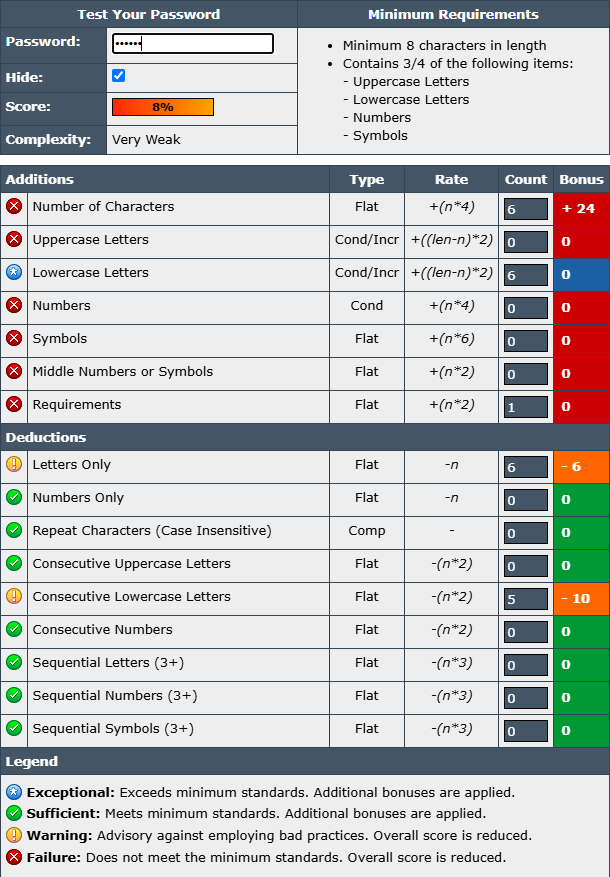 Test Your Password Minimum Requirements
Password: ••••••
• Minimum 8 characters in length
• Contains 3/4 of the following items:
Hide:
- Uppercase Letters
- Lowercase Letters
Score: 8%
- Numbers
- Symbols
Complexity: Very Weak
Additions Type Rate Count Bonus
Number of Characters Flat +(n*4) 6 + 24
Uppercase Letters Cond/Incr +((len-n)*2) 0 0
Lowercase Letters Cond/Incr +((len-n)*2) 6 0
Numbers Cond +(n*4) 0 0
Symbols Flat +(n*6) 0 0
Middle Numbers or Symbols Flat +(n*2) 0 0
Requirements Flat +(n*2) 1 0
Deductions
Letters Only Flat -n 6 - 6
Numbers Only Flat -n 0 0
Repeat Characters (Case Insensitive) Comp - 0 0
Consecutive Uppercase Letters Flat -(n*2) 0 0
Consecutive Lowercase Letters Flat -(n*2) 5 - 10
Consecutive Numbers Flat -(n*2) 0 0
Sequential Letters (3+) Flat -(n*3) 0 0
Sequential Numbers (3+) Flat -(n*3) 0 0
Sequential Symbols (3+) Flat -(n*3) 0 0
Legend
Exceptional: Exceeds minimum standards. Additional bonuses are applied.
Sufficient: Meets minimum standards. Additional bonuses are applied.
Warning: Advisory against employing bad practices. Overall score is reduced.
Failure: Does not meet the minimum standards. Overall score is reduced.